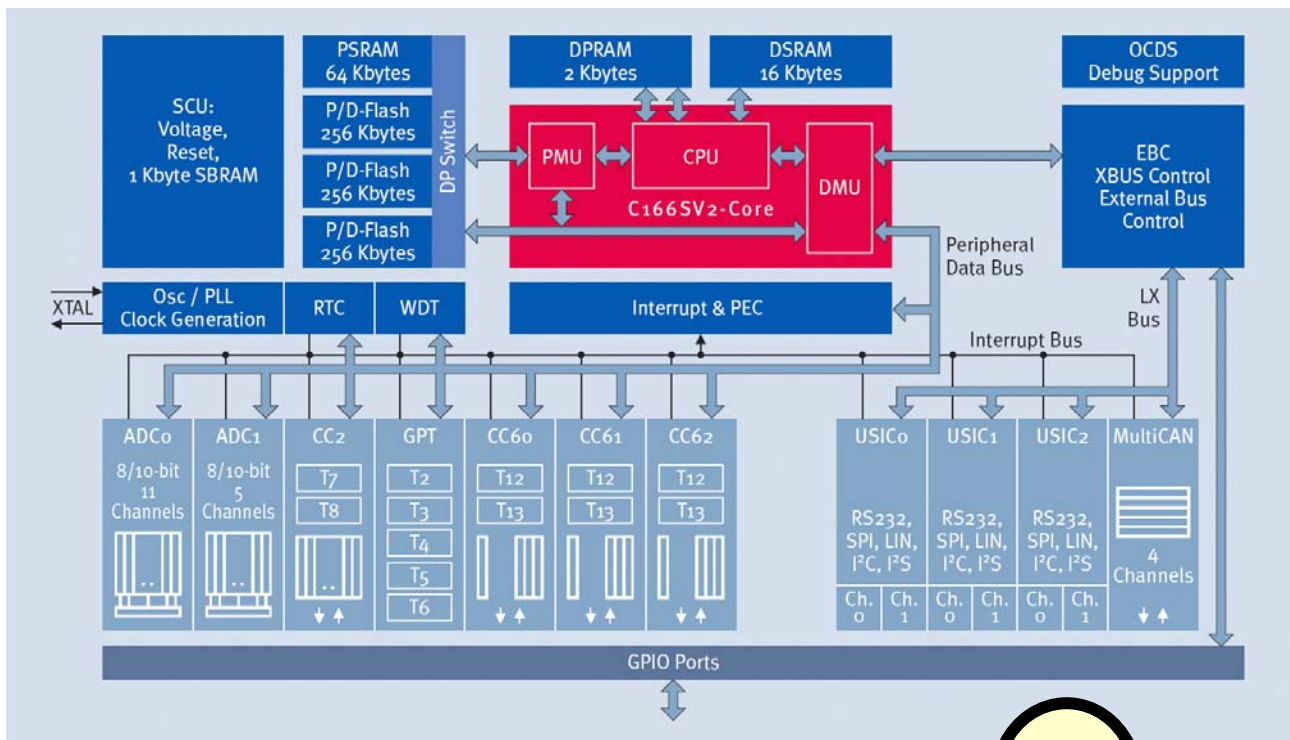 SCU:
Voltage,
Reset,
1 Kbyte SBRAM
PSRAM
64 Kbytes
P/D-Flash
256 Kbytes
P/D-Flash
256 Kbytes
P/D-Flash
256 Kbytes
DP Switch
DPRAM
2 Kbytes
DSRAM
16 Kbytes
PMU
CPU
DMU
C166SV2-Core
OCDS
Debug Support
EBC
XBUS Control
External Bus
Control
Peripheral
Data Bus
LX
Bus
XTAL
Osc / PLL
Clock Generation
RTC
WDT
Interrupt & PEC
Interrupt Bus
ADC0
8/10-bit
11
Channels
ADC1
8/10-bit
5
Channels
CC2
T7
T8
GPT
T2
T3
T4
T5
T6
CC60
T12
T13
CC61
T12
T13
CC62
T12
T13
USIC0
RS232,
SPI, LIN,
I²C, I²S
Ch.
0
Ch.
1
USIC1
RS232,
SPI, LIN,
I²C, I²S
Ch.
0
Ch.
1
USIC2
RS232,
SPI, LIN,
I²C, I²S
Ch.
0
Ch.
1
MultiCAN
4
Channels
GPIO Ports